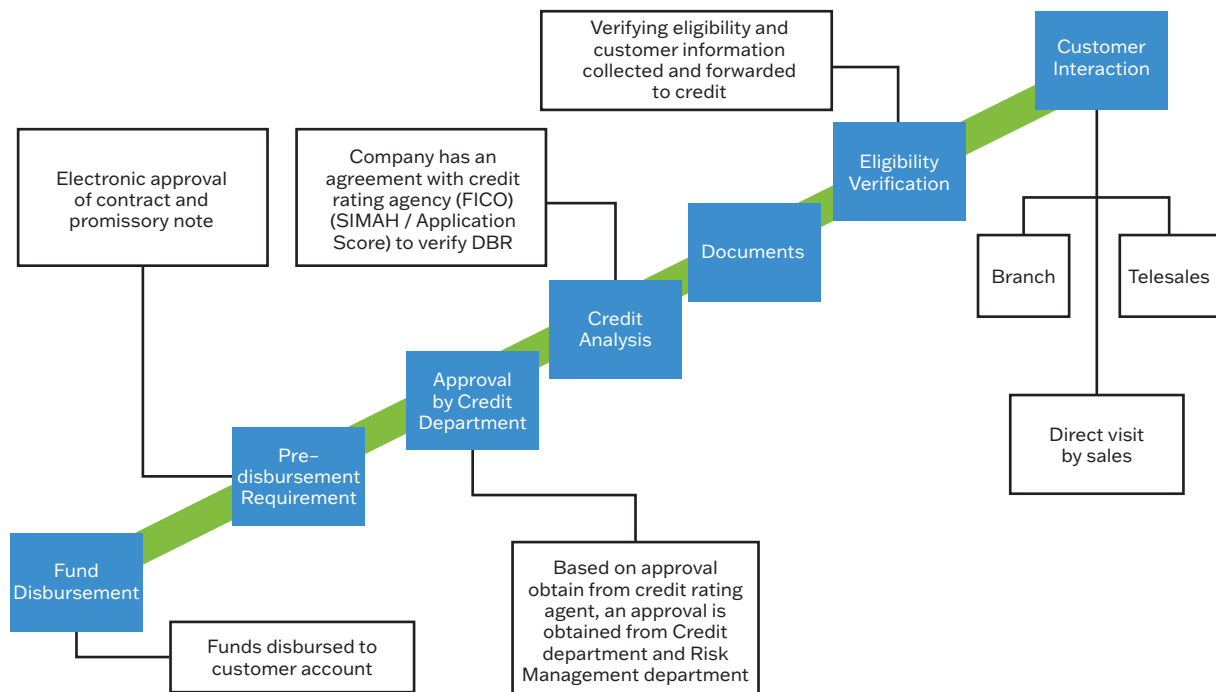 Verifying eligibility and
customer information
collected and forwarded
to credit
Customer
Interaction
Electronic approval
of contract and
promissory note
Company has an
agreement with credit
rating agency (FICO)
(SIMAH / Application
Score) to verify DBR
Eligibility
Verification
Documents
Branch
Telesales
Credit
Analysis
Approval
by Credit
Department
Direct visit
by sales
Pre–
disbursement
Requirement
Fund
Disbursement
Based on approval
obtain from credit rating
agent, an approval is
obtained from Credit
department and Risk
Management department
Funds disbursed to
customer account